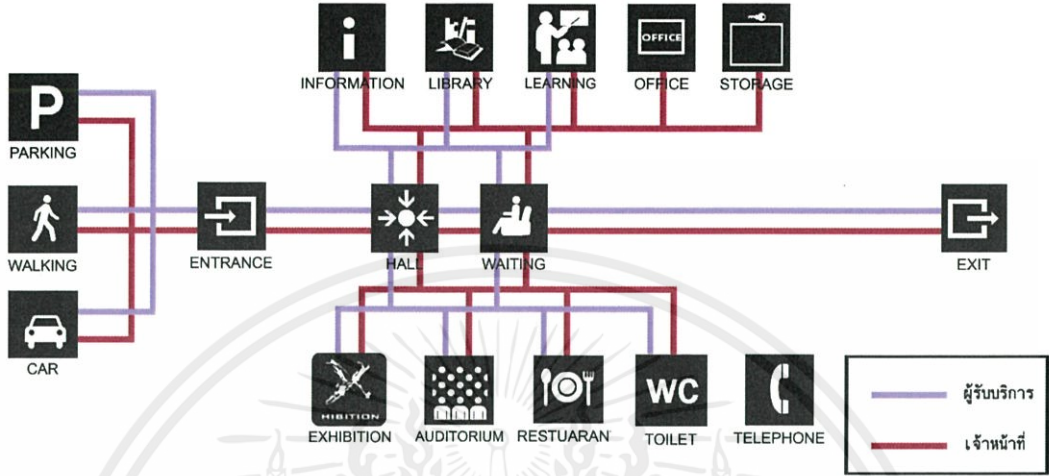 i
OFFICE
INFORMATION LIBRARY LEARNING OFFICE STORAGE
P
PARKING
WALKING
ENTRANCE
HALL
WAITING
EXIT
CAR
HIBITION
WC
EXHIBITION AUDITORIUM RESTUARAN TOILET TELEPHONE
ผู้รับบริการ
เจ้าหน้าที่